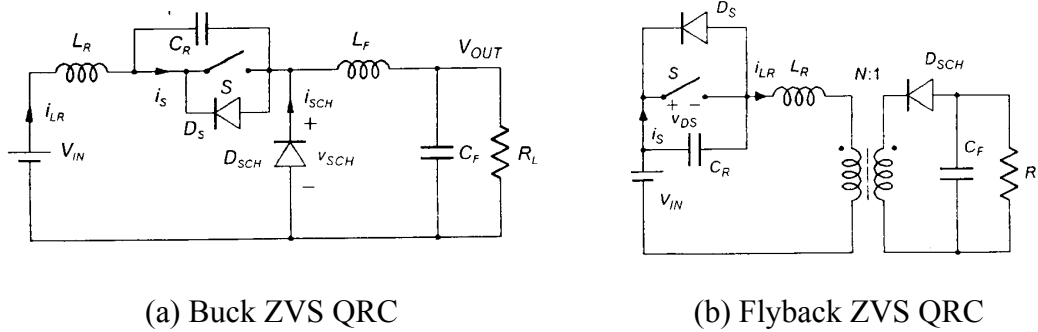 L_R
C_R
L_F
V_OUT
S
i_S
i_LR
D_S
i_SCH
+
V_IN
D_SCH
v_SCH
–
C_F
R_L
(a) Buck ZVS QRC
D_S
S
i_LR
L_R
N:1
D_SCH
+ –
v_DS
i_S
C_R
V_IN
C_F
R
(b) Flyback ZVS QRC